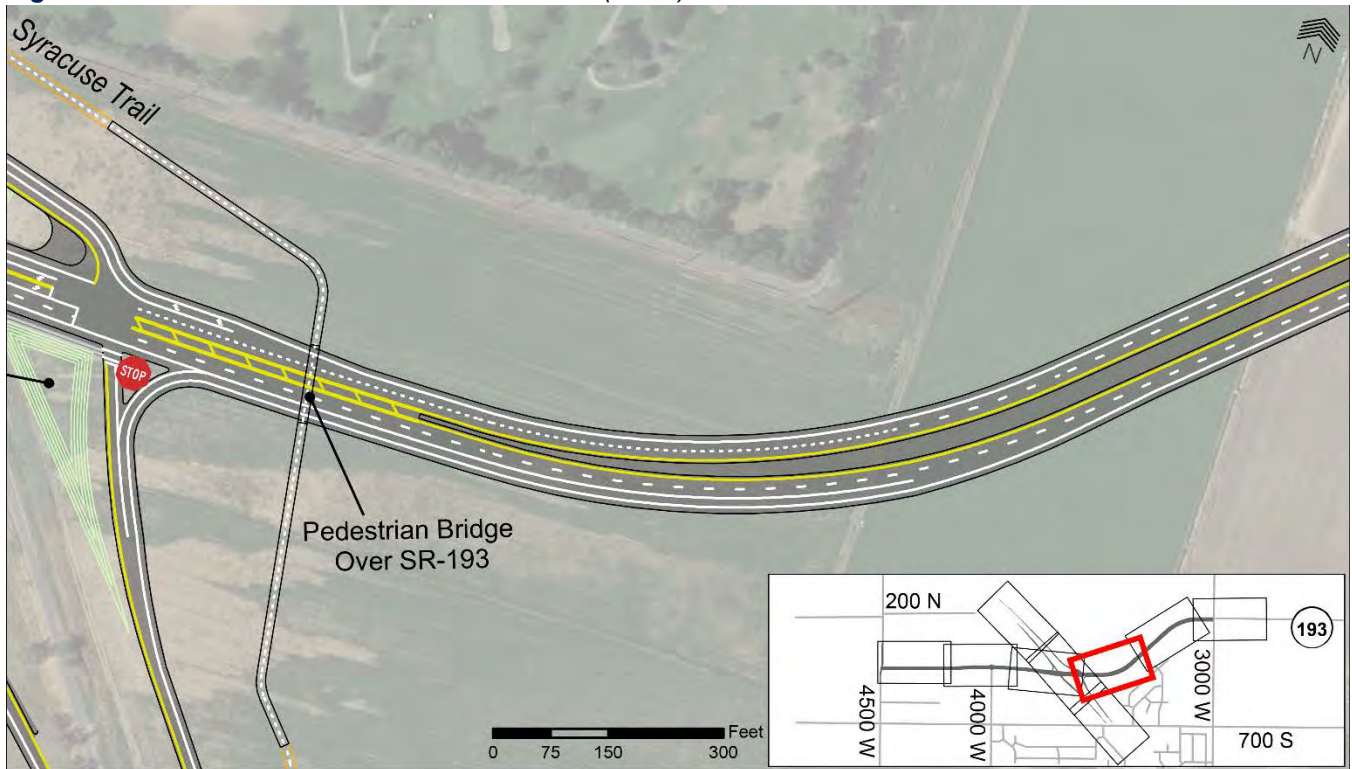 Syracuse Trail
N
STOP
Pedestrian Bridge
Over SR-193
Feet
0 75 150 300
200 N
193
4500 W
4000 W
3000 W
700 S